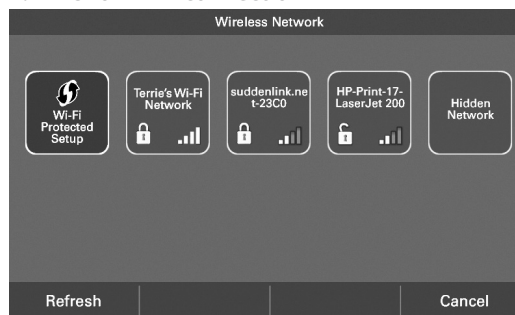 Wireless Network
Wi-Fi
Protected
Setup
Terrie's Wi-Fi
Network
suddenlink.ne
t-23C0
HP-Print-17-
LaserJet 200
Hidden
Network
Refresh
Cancel